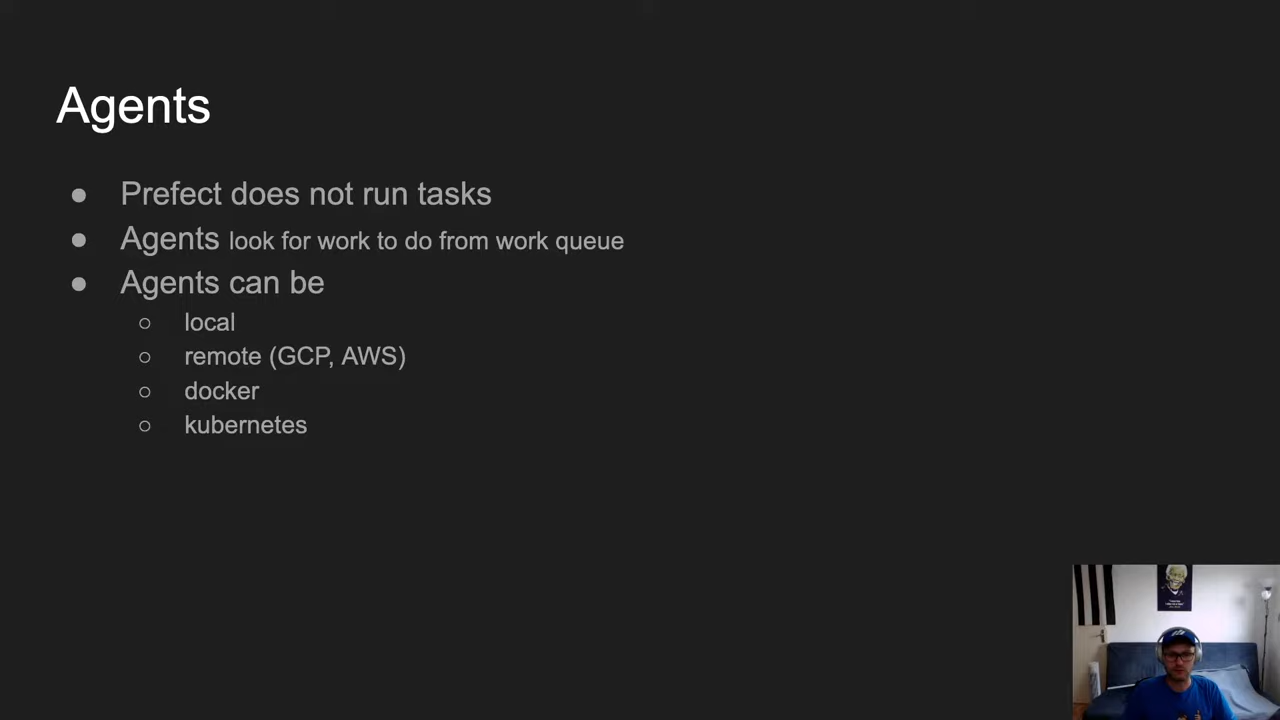 Agents
● Prefect does not run tasks
● Agents look for work to do from work queue
● Agents can be
○ local
○ remote (GCP, AWS)
○ docker
○ kubernetes